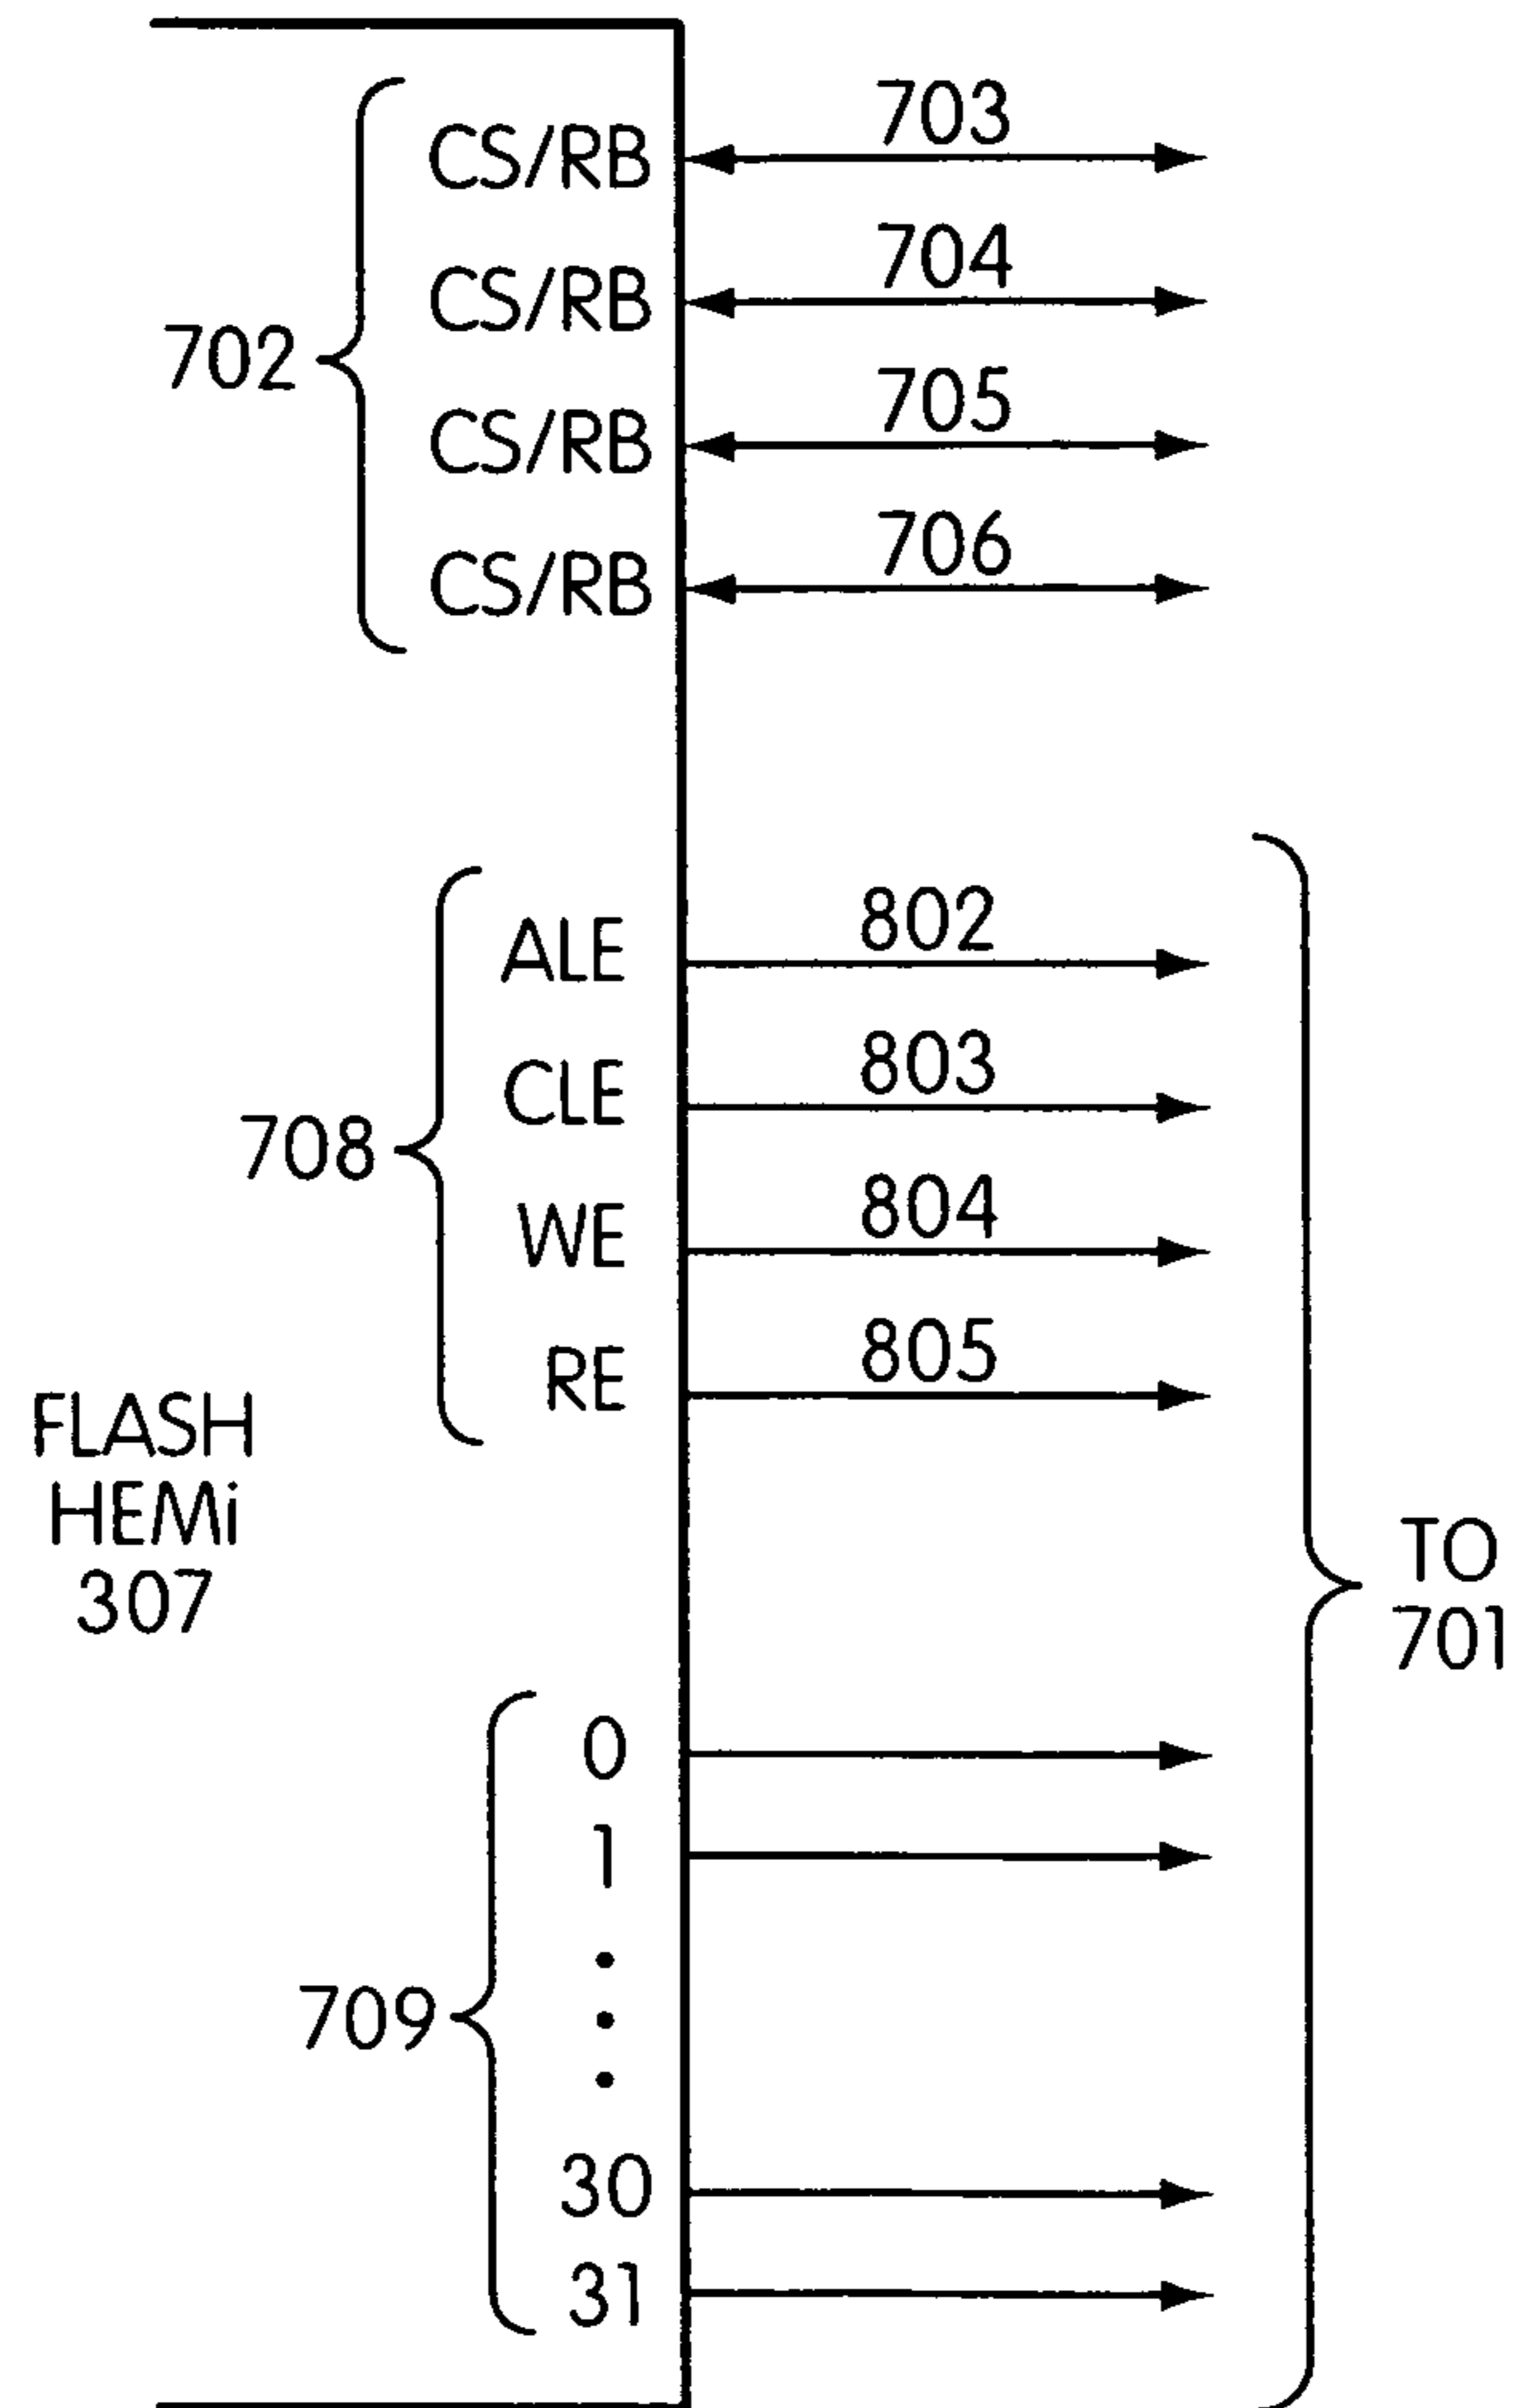 703
CS/RB
704
CS/RB
702
705
CS/RB
706
CS/RB
802
ALE
803
CLE
708
804
WE
805
RE
FLASH
HEMi
307
TO
701
0
1
709
30
31